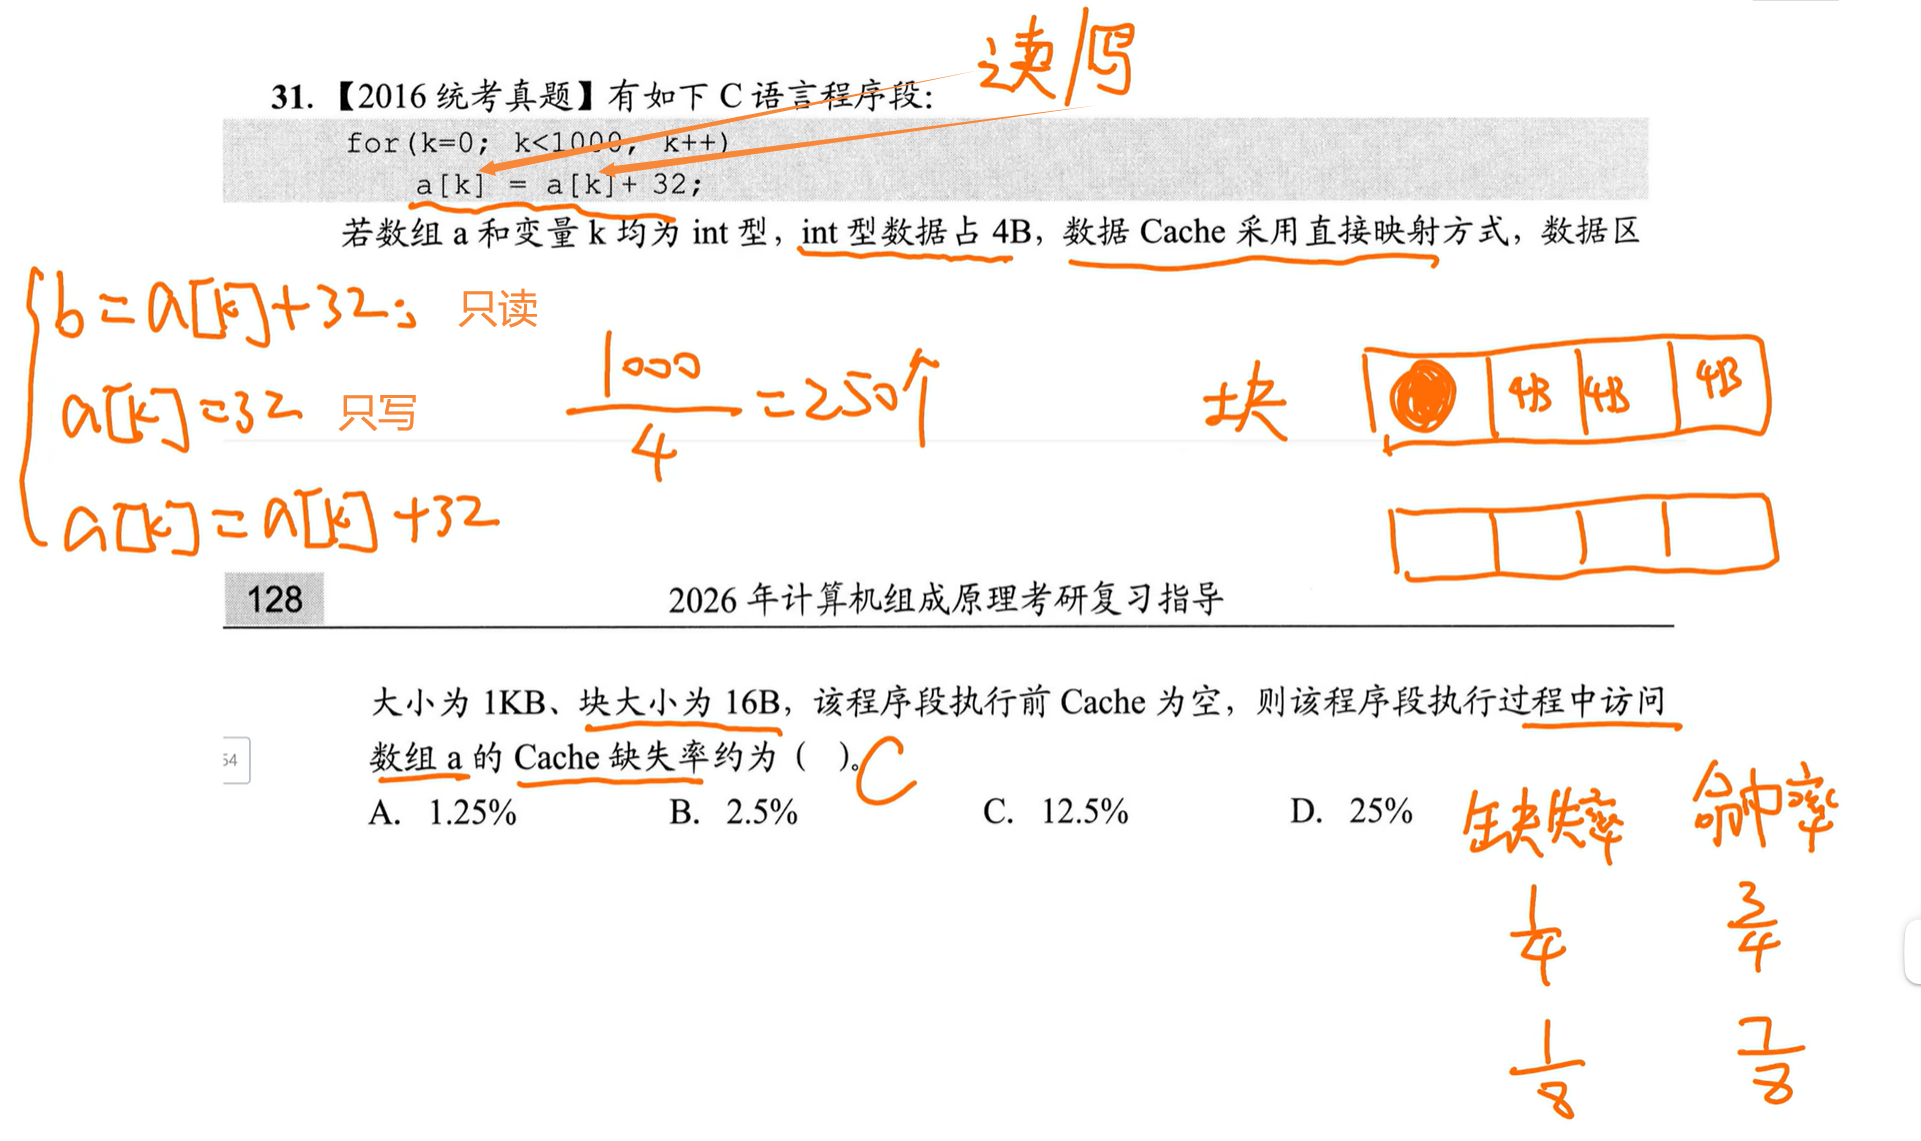 读/写
31.【2016 统考真题】有如下 C 语言程序段：
for(k=0; k<1000; k++)
a[k] = a[k]+ 32;
若数组 a 和变量 k 均为 int 型，int 型数据占 4B，数据 Cache 采用直接映射方式，数据区
b=a[k]+32; 只读
a[k]=32 只写
a[k]=a[k]+32
1000/4=250个
块 4B 4B 4B
128 2026 年计算机组成原理考研复习指导
大小为 1KB、块大小为 16B，该程序段执行前 Cache 为空，则该程序段执行过程中访问
数组 a 的 Cache 缺失率约为（ ）。C
54
A. 1.25% B. 2.5% C. 12.5% D. 25%
缺失率 命中率
1/4 3/4
1/8 7/8